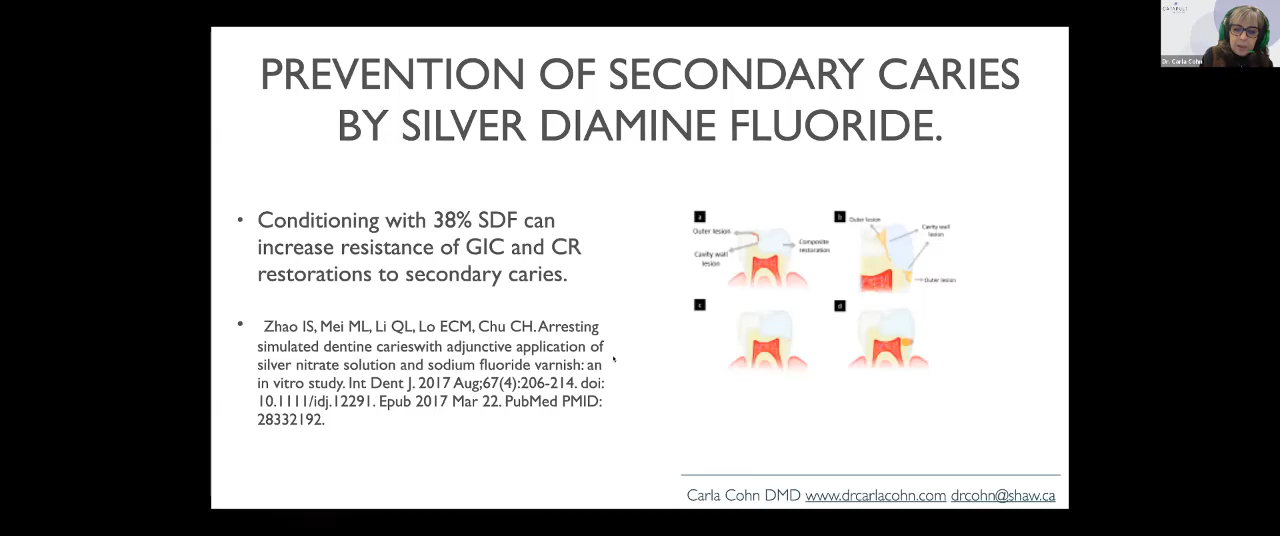 CATAPULT
Dr. Carla Cohn
PREVENTION OF SECONDARY CARIES
BY SILVER DIAMINE FLUORIDE.
• Conditioning with 38% SDF can
increase resistance of GIC and CR
restorations to secondary caries.
• Zhao IS, Mei ML, Li QL, Lo ECM, Chu CH. Arresting
simulated dentine carieswith adjunctive application of
silver nitrate solution and sodium fluoride varnish: an
in vitro study. Int Dent J. 2017 Aug;67(4):206-214. doi:
10.1111/idj.12291. Epub 2017 Mar 22. PubMed PMID:
28332192.
a
Outer lesion
Cavity wall
lesion
Composite
restoration
b
Outer lesion
Cavity wall
lesion
Outer lesion
c
d
Carla Cohn DMD www.drcarlacohn.com drcohn@shaw.ca